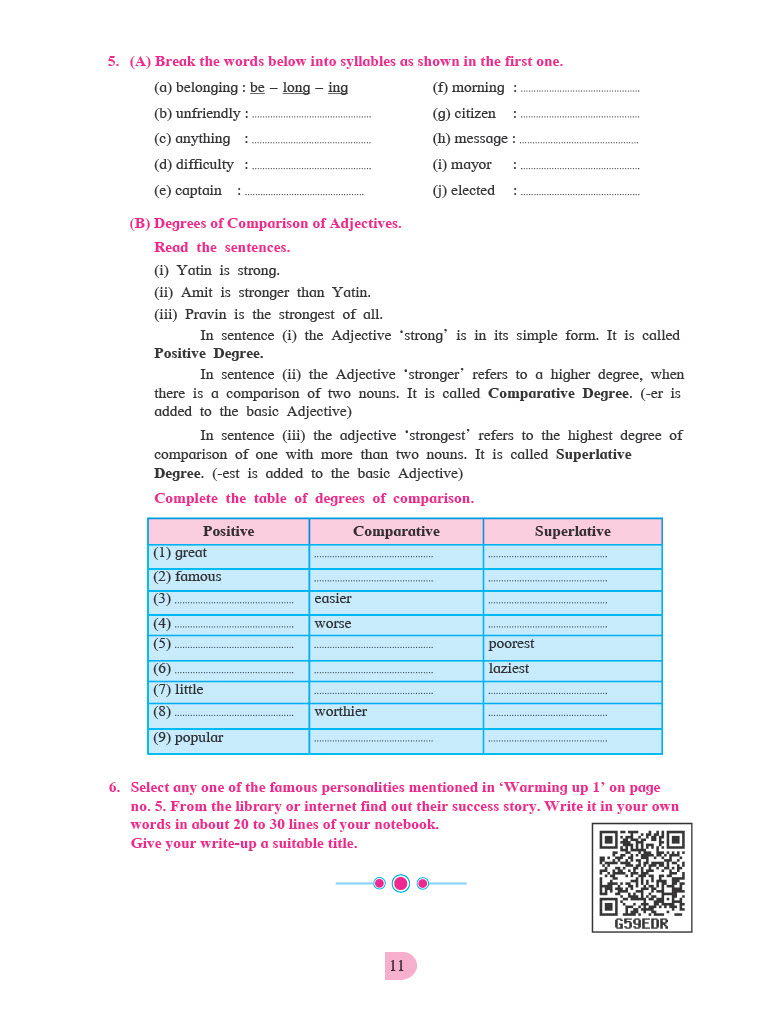 5. (A) Break the words below into syllables as shown in the first one.
(a) belonging : be – long – ing
(f) morning : ..............................................
(b) unfriendly : ..............................................
(g) citizen : ..............................................
(c) anything : ..............................................
(h) message : ..............................................
(d) difficulty : ..............................................
(i) mayor : ..............................................
(e) captain : ..............................................
(j) elected : ..............................................
(B) Degrees of Comparison of Adjectives.
Read the sentences.
(i) Yatin is strong.
(ii) Amit is stronger than Yatin.
(iii) Pravin is the strongest of all.
In sentence (i) the Adjective ‘strong’ is in its simple form. It is called
Positive Degree.
In sentence (ii) the Adjective ‘stronger’ refers to a higher degree, when
there is a comparison of two nouns. It is called Comparative Degree. (-er is
added to the basic Adjective)
In sentence (iii) the adjective ‘strongest’ refers to the highest degree of
comparison of one with more than two nouns. It is called Superlative
Degree. (-est is added to the basic Adjective)
Complete the table of degrees of comparison.
Positive Comparative Superlative
(1) great .............................................. ..............................................
(2) famous .............................................. ..............................................
(3) .............................................. easier ..............................................
(4) .............................................. worse ..............................................
(5) .............................................. .............................................. poorest
(6) .............................................. .............................................. laziest
(7) little .............................................. ..............................................
(8) .............................................. worthier ..............................................
(9) popular .............................................. ..............................................
6. Select any one of the famous personalities mentioned in ‘Warming up 1’ on page
no. 5. From the library or internet find out their success story. Write it in your own
words in about 20 to 30 lines of your notebook.
Give your write-up a suitable title.
G59EDR
11